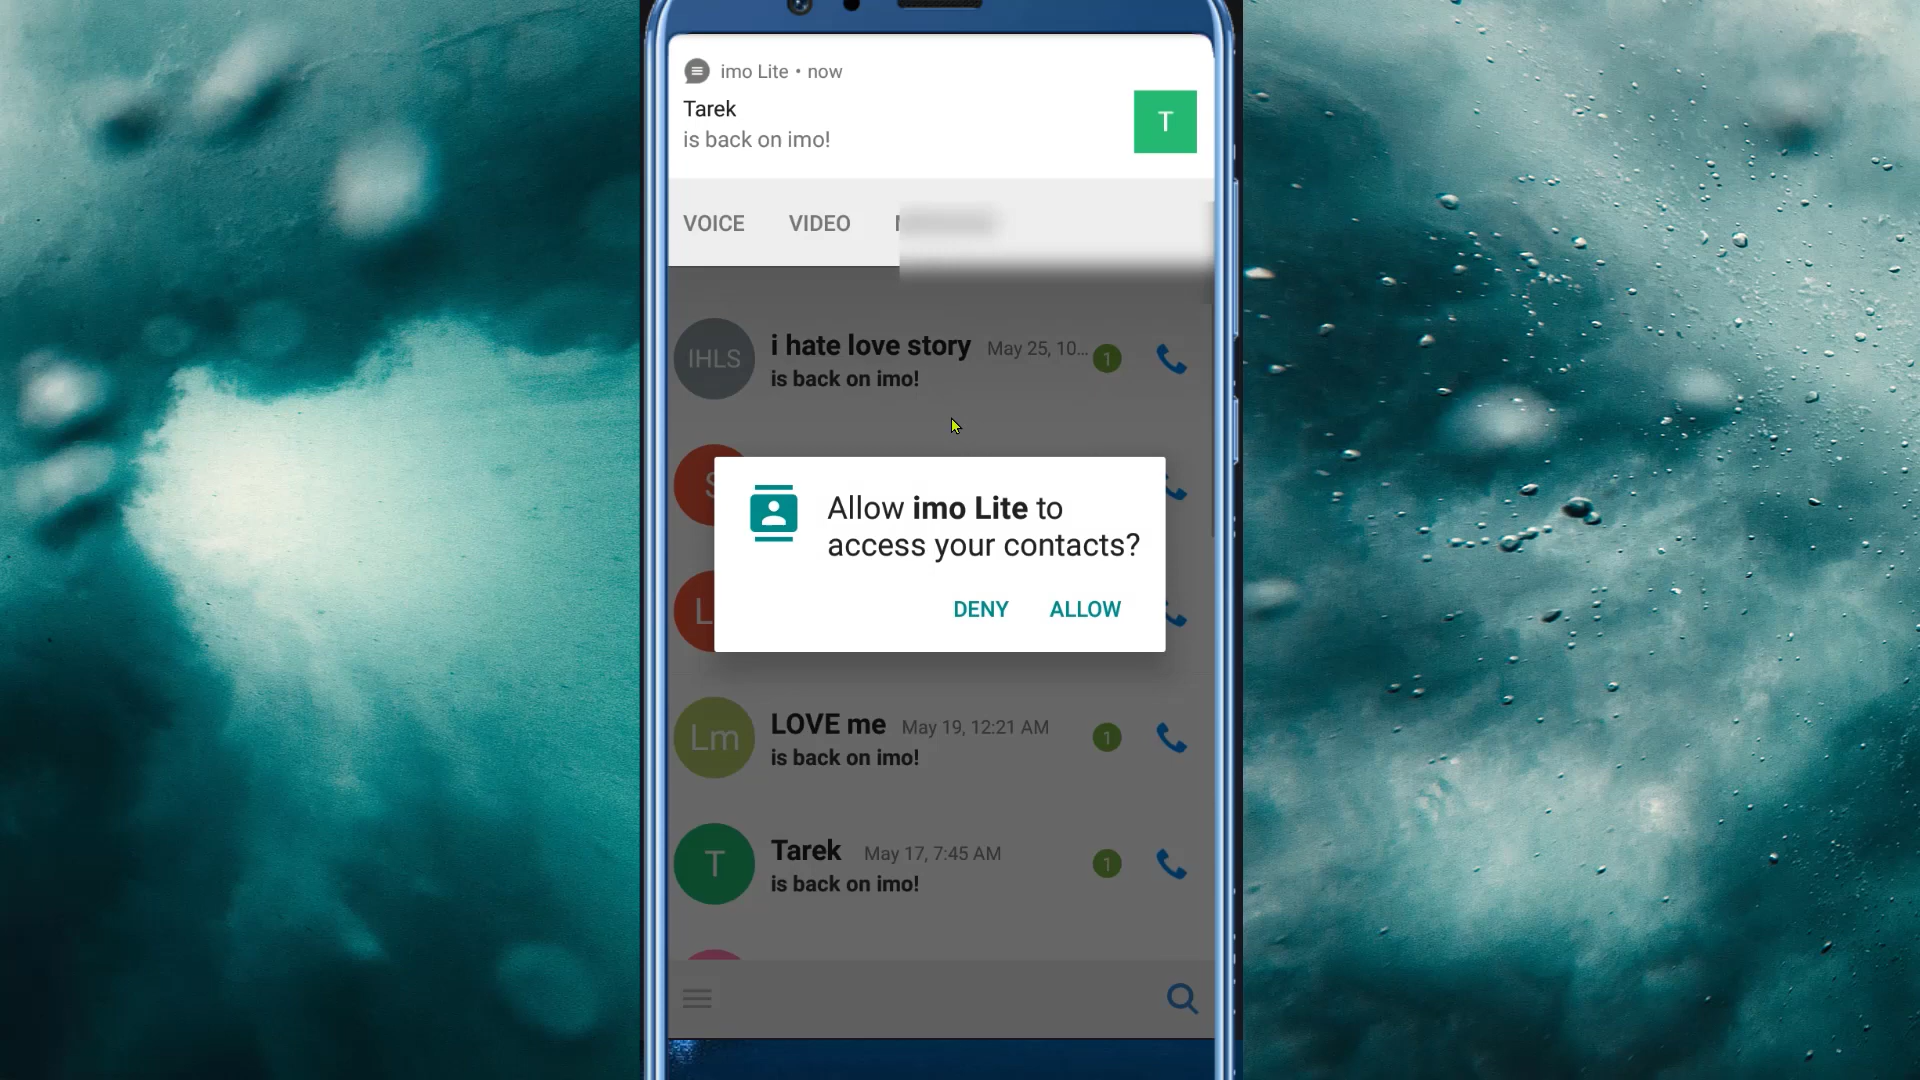 imo Lite • now
Tarek
is back on imo!
T
VOICE VIDEO
IHLS
i hate love story May 25, 10...
1
is back on imo!
S
Allow imo Lite to
access your contacts?
DENY ALLOW
L
Lm
LOVE me May 19, 12:21 AM
1
is back on imo!
T
Tarek May 17, 7:45 AM
1
is back on imo!